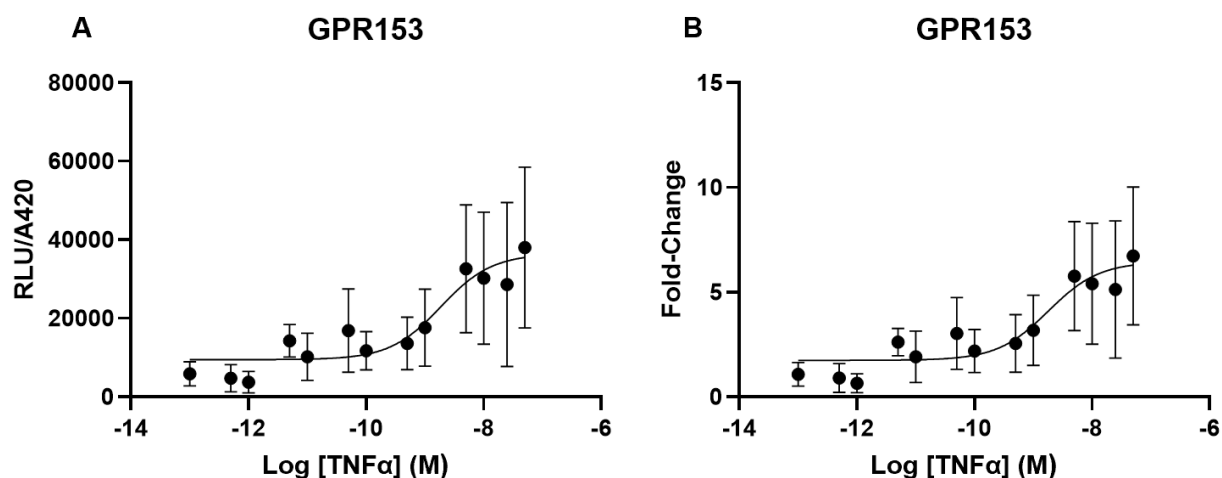 A
GPR153
80000
60000
40000
20000
0
RLU/A420
-14
-12
-10
-8
-6
Log [TNFα] (M)
B
GPR153
15
10
5
0
Fold-Change
-14
-12
-10
-8
-6
Log [TNFα] (M)